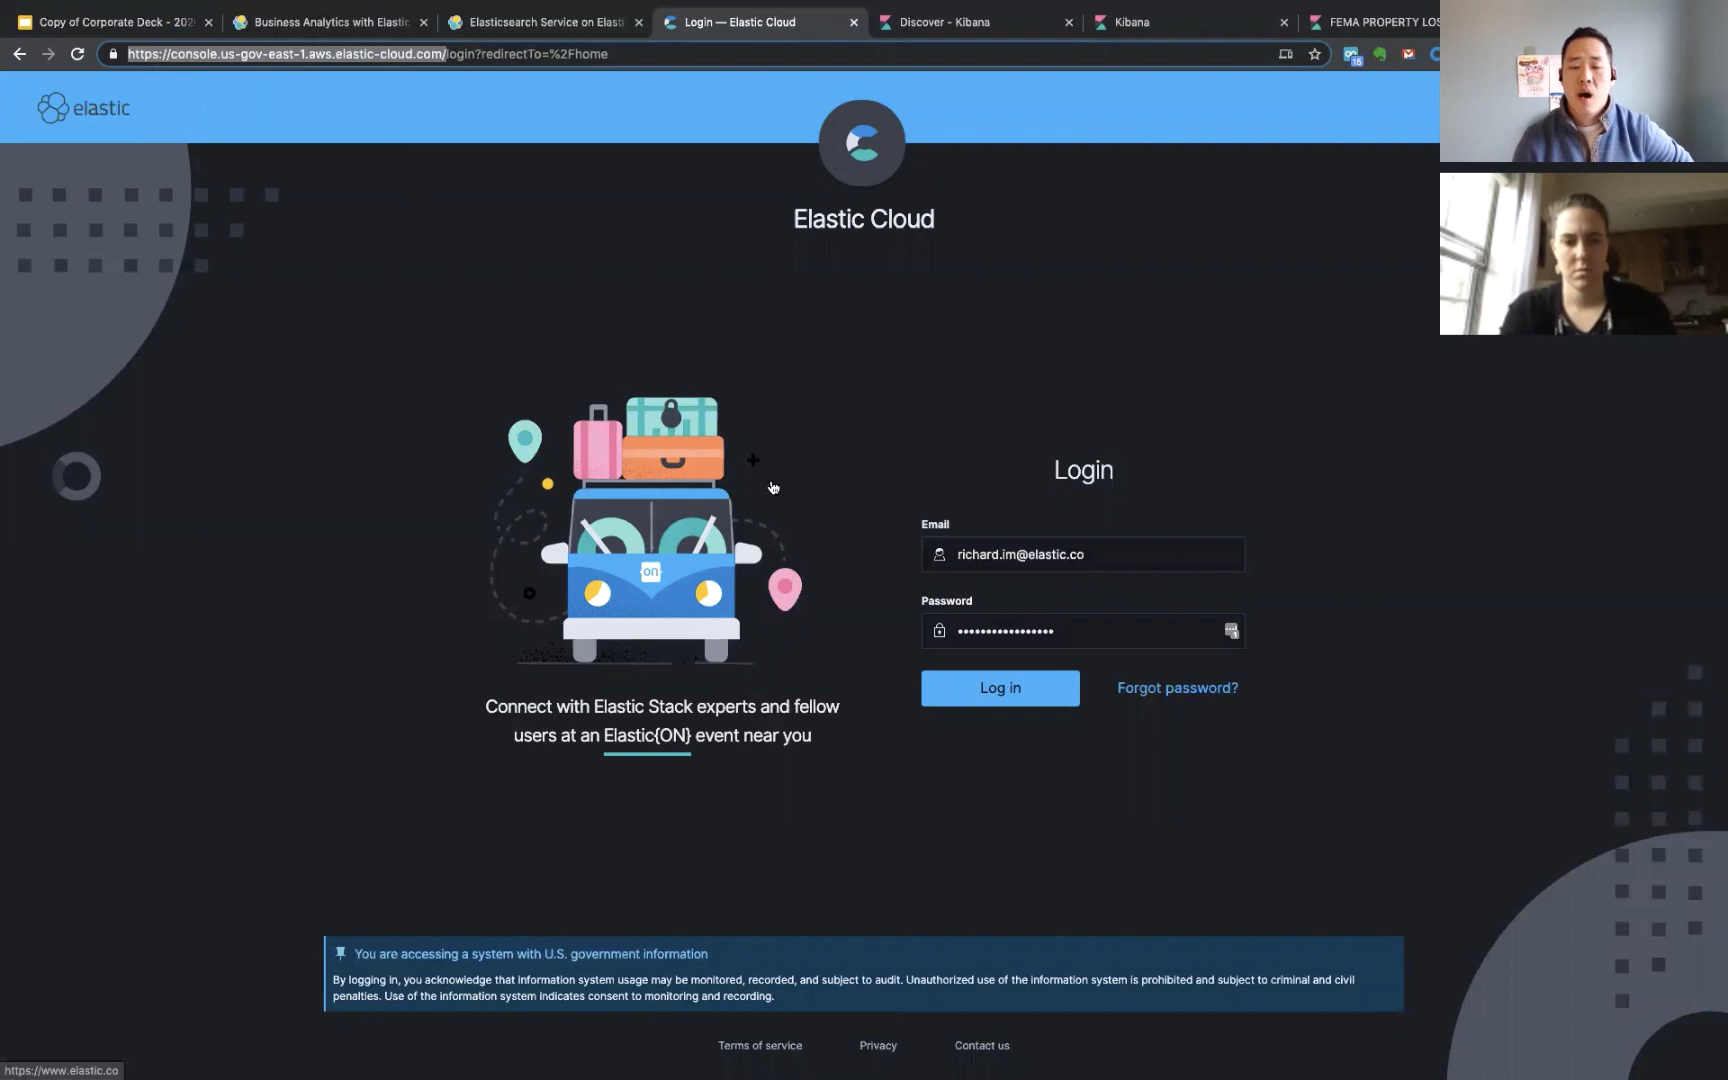 Copy of Corporate Deck - 202
Business Analytics with Elastic
Elasticsearch Service on Elasti
Login — Elastic Cloud
Discover - Kibana
Kibana
FEMA PROPERTY LOS
https://console.us-gov-east-1.aws.elastic-cloud.com/login?redirectTo=%2Fhome
15
elastic
Elastic Cloud
on
Connect with Elastic Stack experts and fellow
users at an Elastic{ON} event near you
Login
Email
richard.im@elastic.co
Password
•••••••••••••••••
1
Log in
Forgot password?
You are accessing a system with U.S. government information
By logging in, you acknowledge that information system usage may be monitored, recorded, and subject to audit. Unauthorized use of the information system is prohibited and subject to criminal and civil
penalties. Use of the information system indicates consent to monitoring and recording.
Terms of service
Privacy
Contact us
https://www.elastic.co